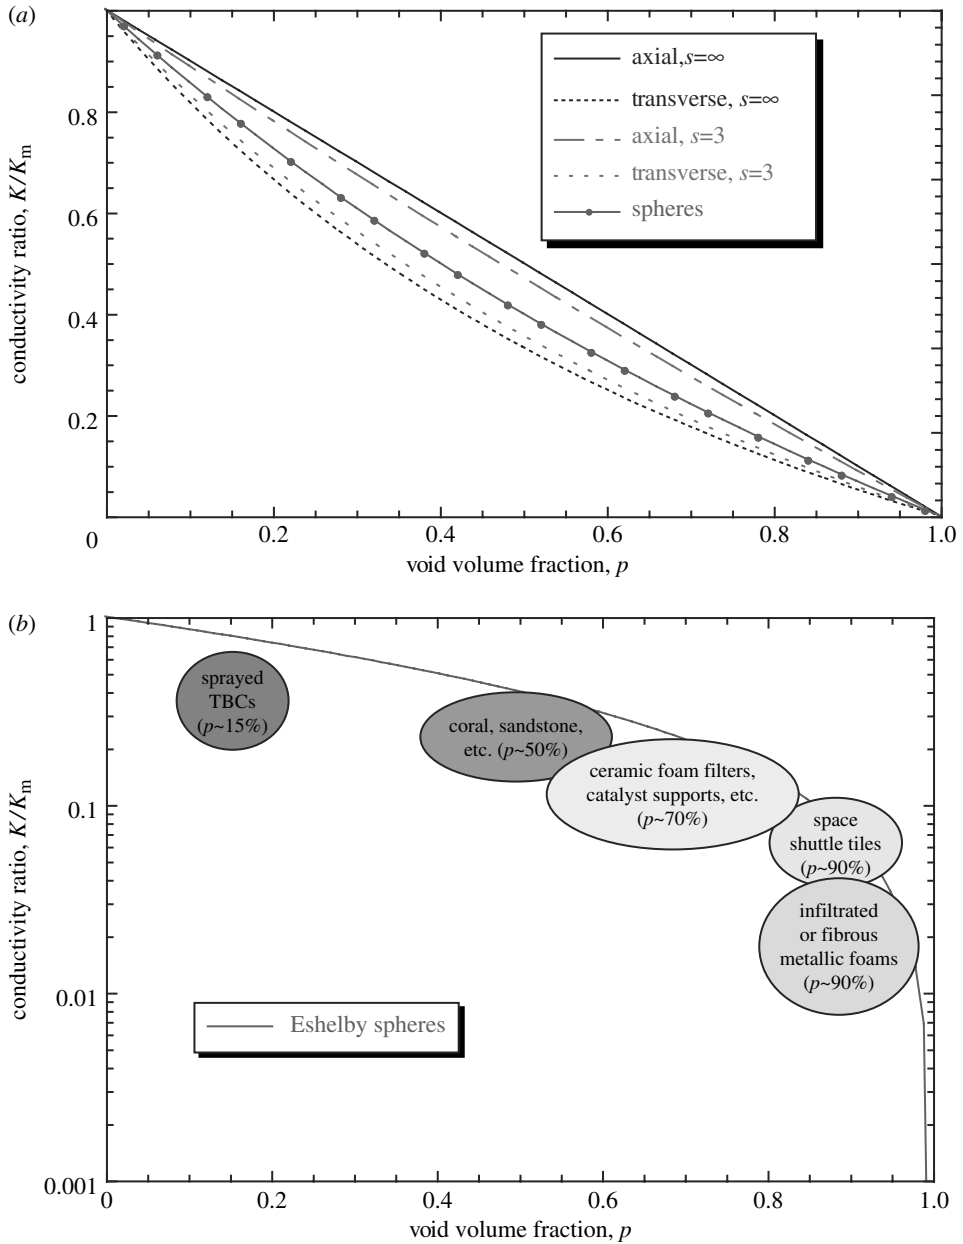 (a)
conductivity ratio, K/Km
0.8
0.6
0.4
0.2
0
0.2
0.4
0.6
0.8
1.0
void volume fraction, p
axial,s=∞
transverse, s=∞
axial, s=3
transverse, s=3
spheres
(b)
conductivity ratio, K/Km
1
0.1
0.01
0.001
0
0.2
0.4
0.6
0.8
1.0
void volume fraction, p
sprayed
TBCs
(p~15%)
coral, sandstone,
etc. (p~50%)
ceramic foam filters,
catalyst supports, etc.
(p~70%)
space
shuttle tiles
(p~90%)
infiltrated
or fibrous
metallic foams
(p~90%)
Eshelby spheres